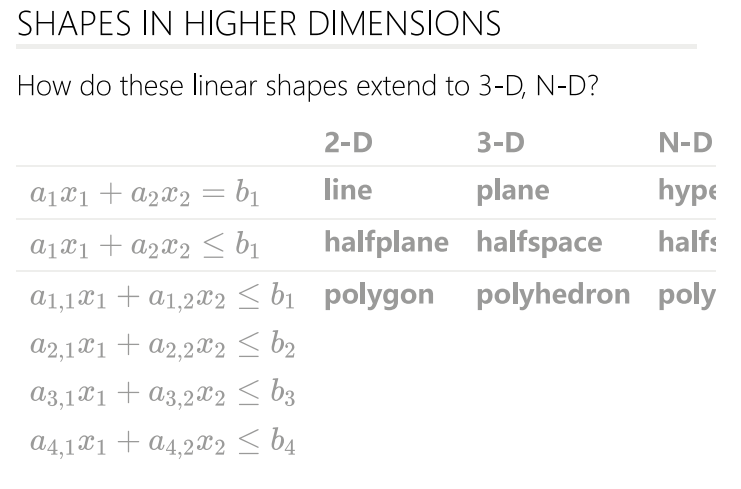 SHAPES IN HIGHER DIMENSIONS
How do these linear shapes extend to 3-D, N-D?
2-D 3-D N-D
a₁x₁ + a₂x₂ = b₁ line plane
a₁x₁ + a₂x₂ ≤ b₁ halfplane halfspace
a₁,₁x₁ + a₁,₂x₂ ≤ b₁ polygon polyhedron poly
a₂,₁x₁ + a₂,₂x₂ ≤ b₂
a₃,₁x₁ + a₃,₂x₂ ≤ b₃
a₄,₁x₁ + a₄,₂x₂ ≤ b₄